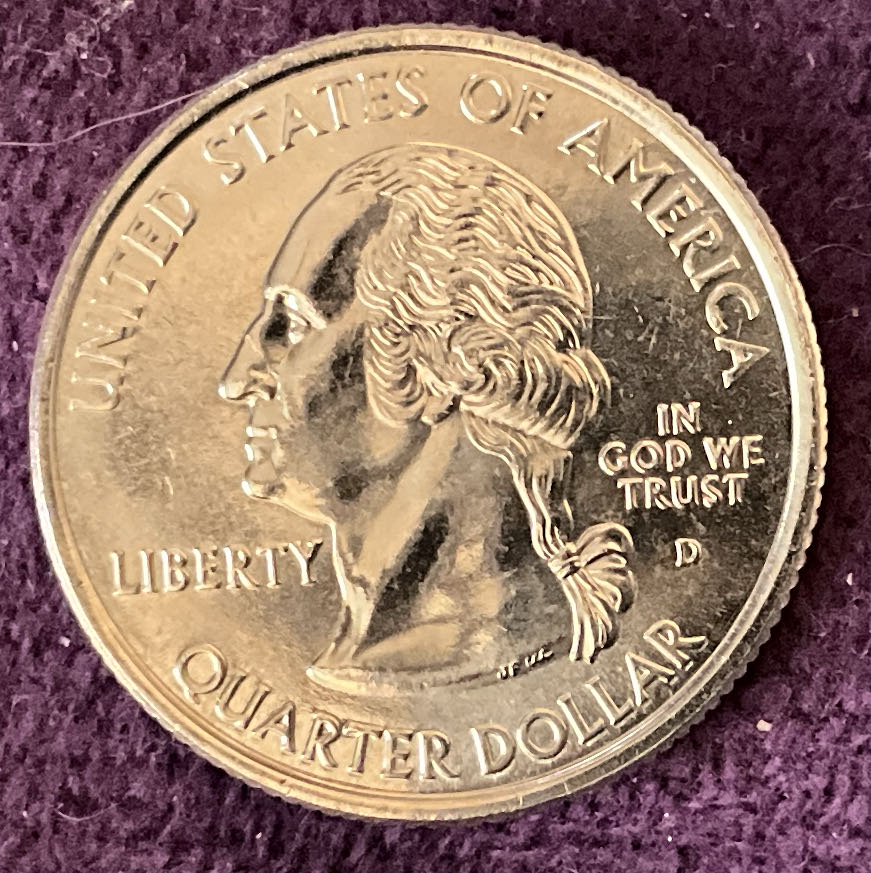 UNITED STATES OF AMERICA
LIBERTY
IN
GOD WE
TRUST
D
QUARTER DOLLAR